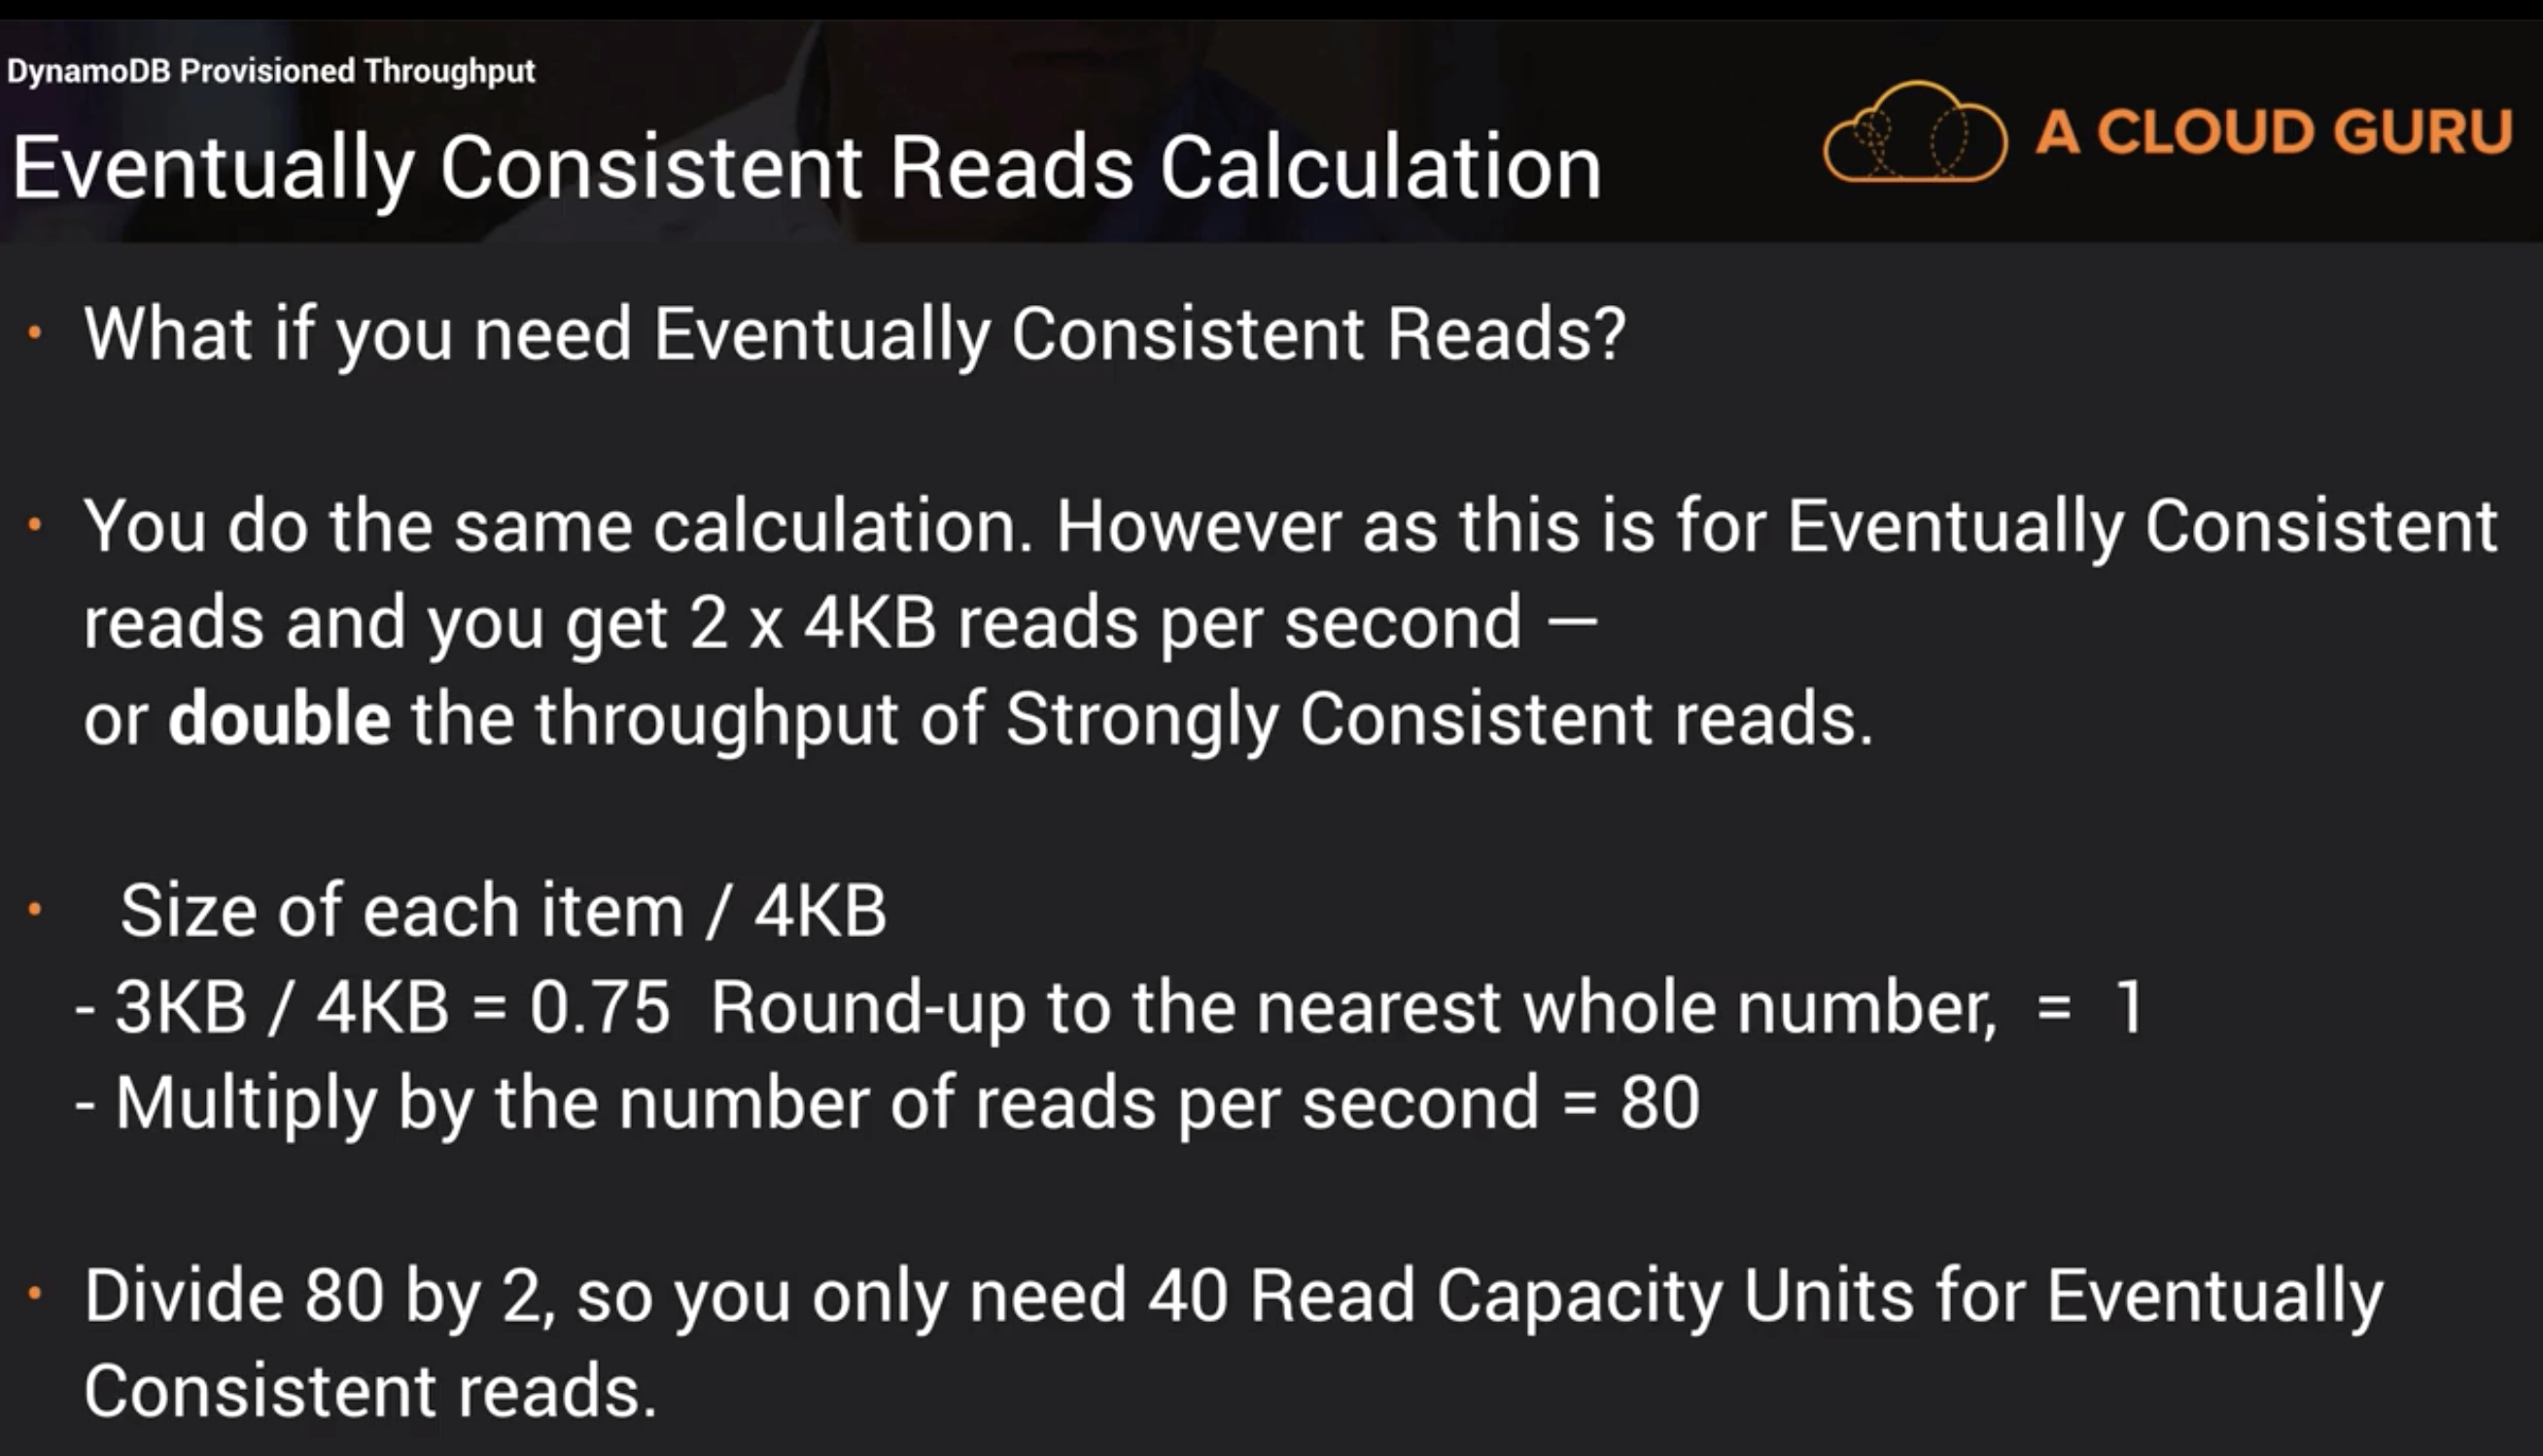 DynamoDB Provisioned Throughput
Eventually Consistent Reads Calculation
A CLOUD GURU
• What if you need Eventually Consistent Reads?
• You do the same calculation. However as this is for Eventually Consistent
reads and you get 2 x 4KB reads per second —
or double the throughput of Strongly Consistent reads.
• Size of each item / 4KB
- 3KB / 4KB = 0.75 Round-up to the nearest whole number, = 1
- Multiply by the number of reads per second = 80
• Divide 80 by 2, so you only need 40 Read Capacity Units for Eventually
Consistent reads.